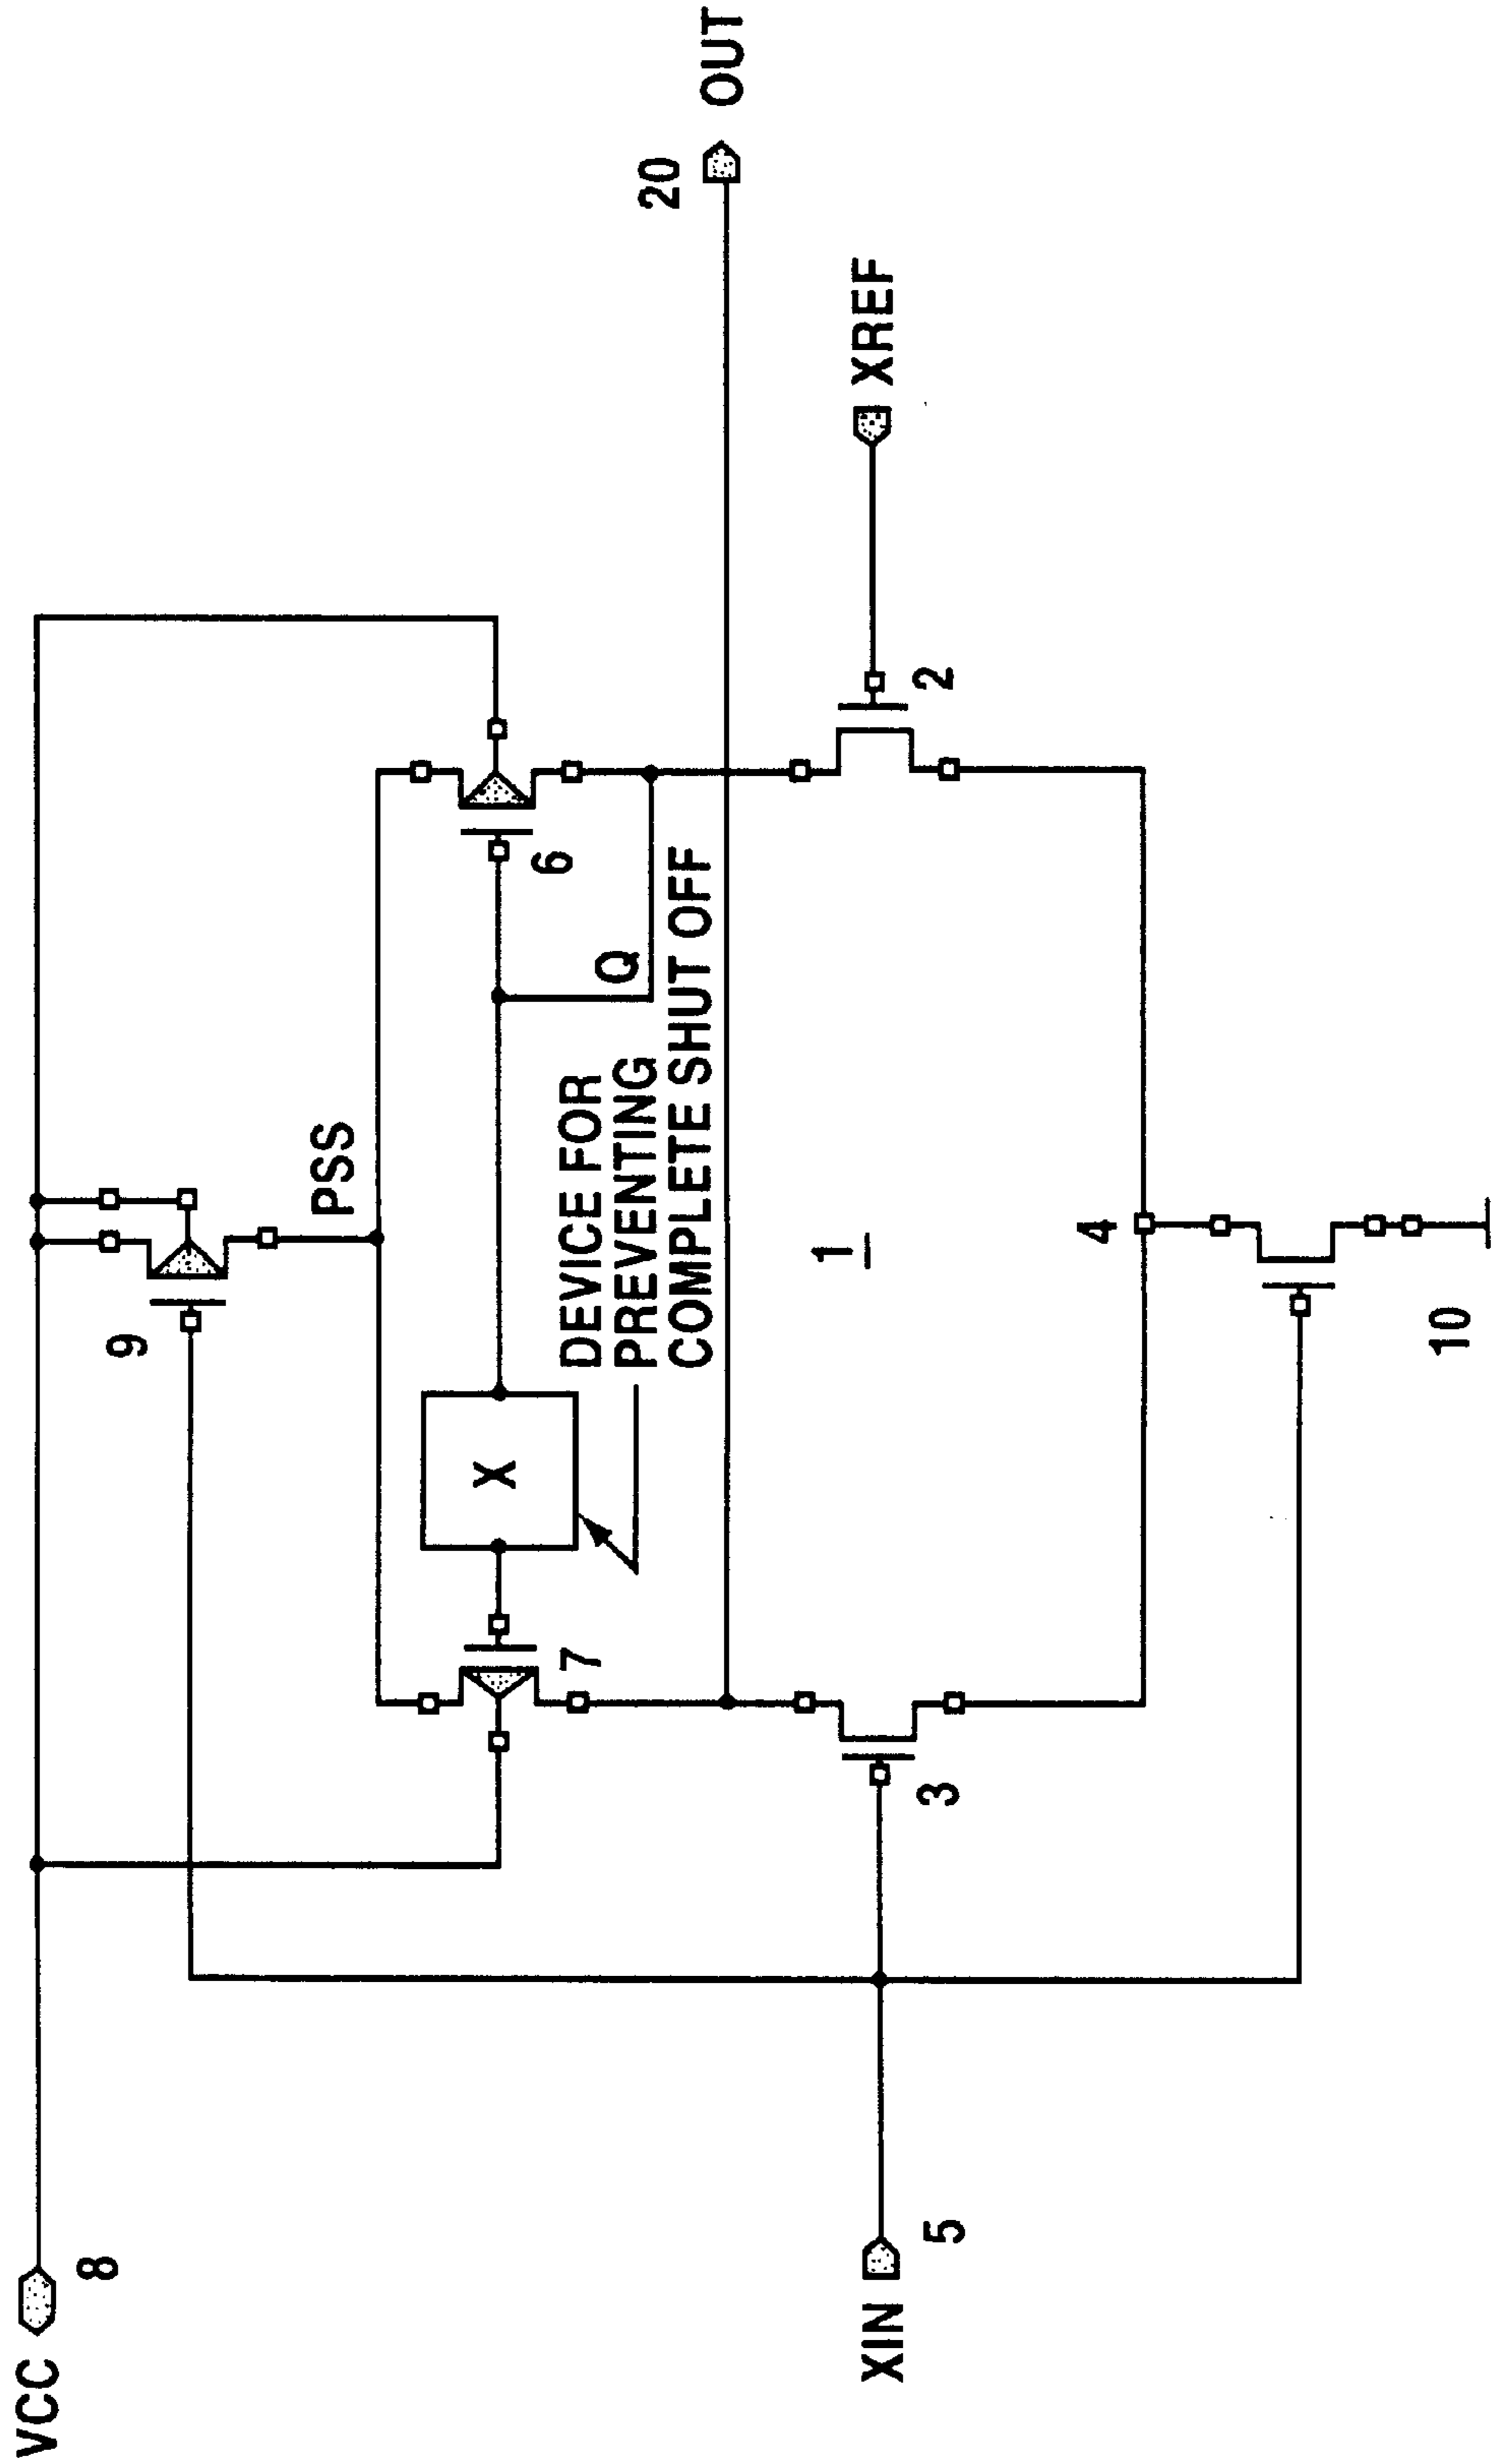 VCC
8
9
PSS
7
X
6
Q
DEVICE FOR
PREVENTING
COMPLETE SHUT OFF
20
OUT
1
XREF
2
XIN
5
3
4
10